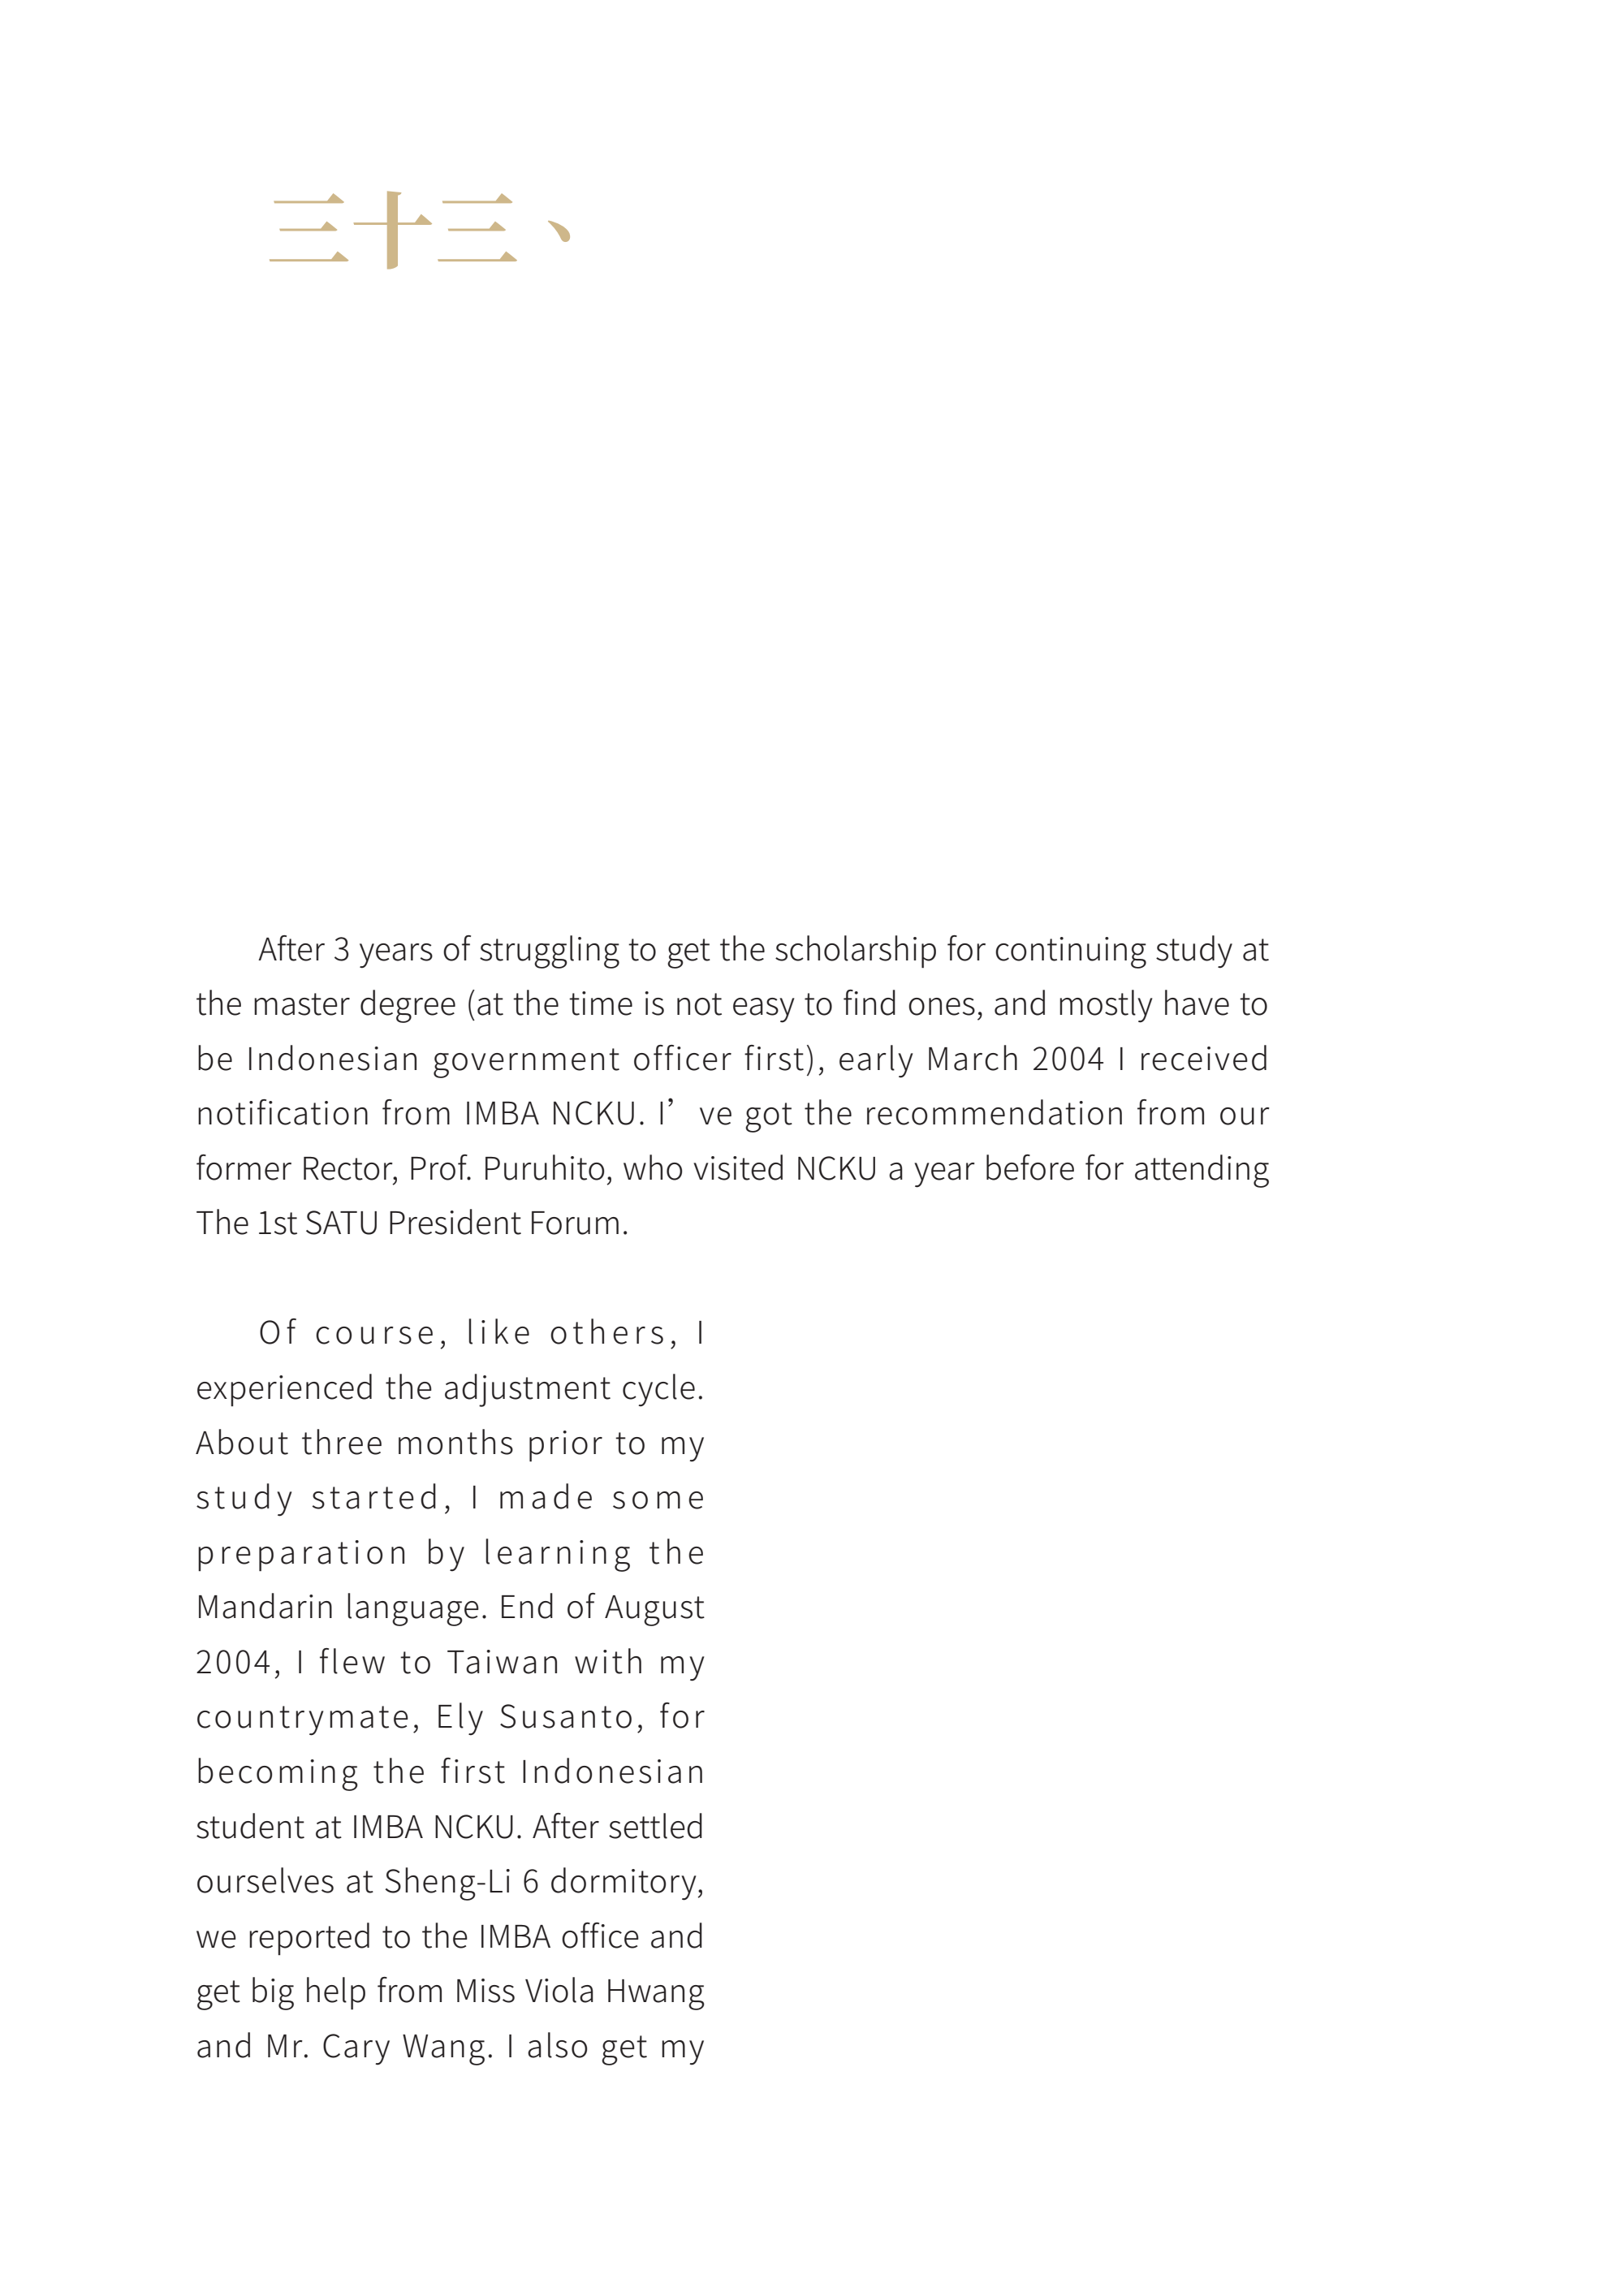 三十三、
After 3 years of struggling to get the scholarship for continuing study at
the master degree (at the time is not easy to find ones, and mostly have to
be Indonesian government officer first), early March 2004 I received
notification from IMBA NCKU. I’ve got the recommendation from our
former Rector, Prof. Puruhito, who visited NCKU a year before for attending
The 1st SATU President Forum.
Of course, like others, I
experienced the adjustment cycle.
About three months prior to my
study started, I made some
preparation by learning the
Mandarin language. End of August
2004, I flew to Taiwan with my
countrymate, Ely Susanto, for
becoming the first Indonesian
student at IMBA NCKU. After settled
ourselves at Sheng-Li 6 dormitory,
we reported to the IMBA office and
get big help from Miss Viola Hwang
and Mr. Cary Wang. I also get my